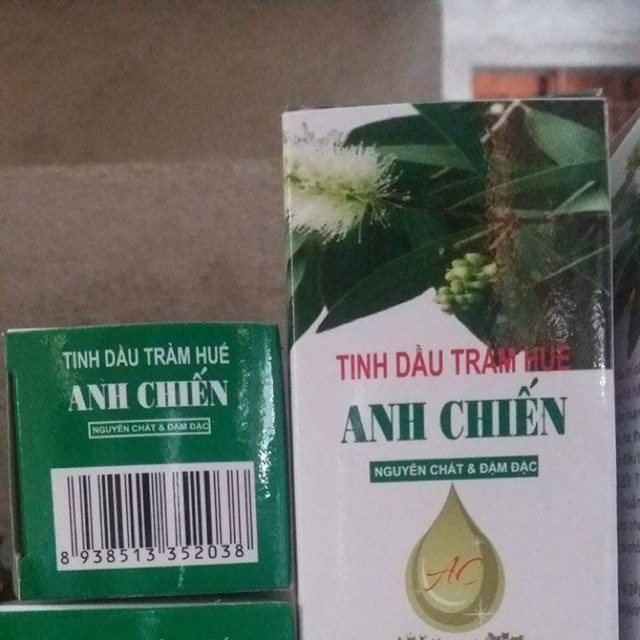 TINH DẦU TRÀM HUẾ
ANH CHIẾN
NGUYÊN CHẤT & ĐẬM ĐẶC
8 938513 352038
TINH DẦU TRÀM HUẾ
ANH CHIẾN
NGUYÊN CHẤT & ĐẬM ĐẶC
AC